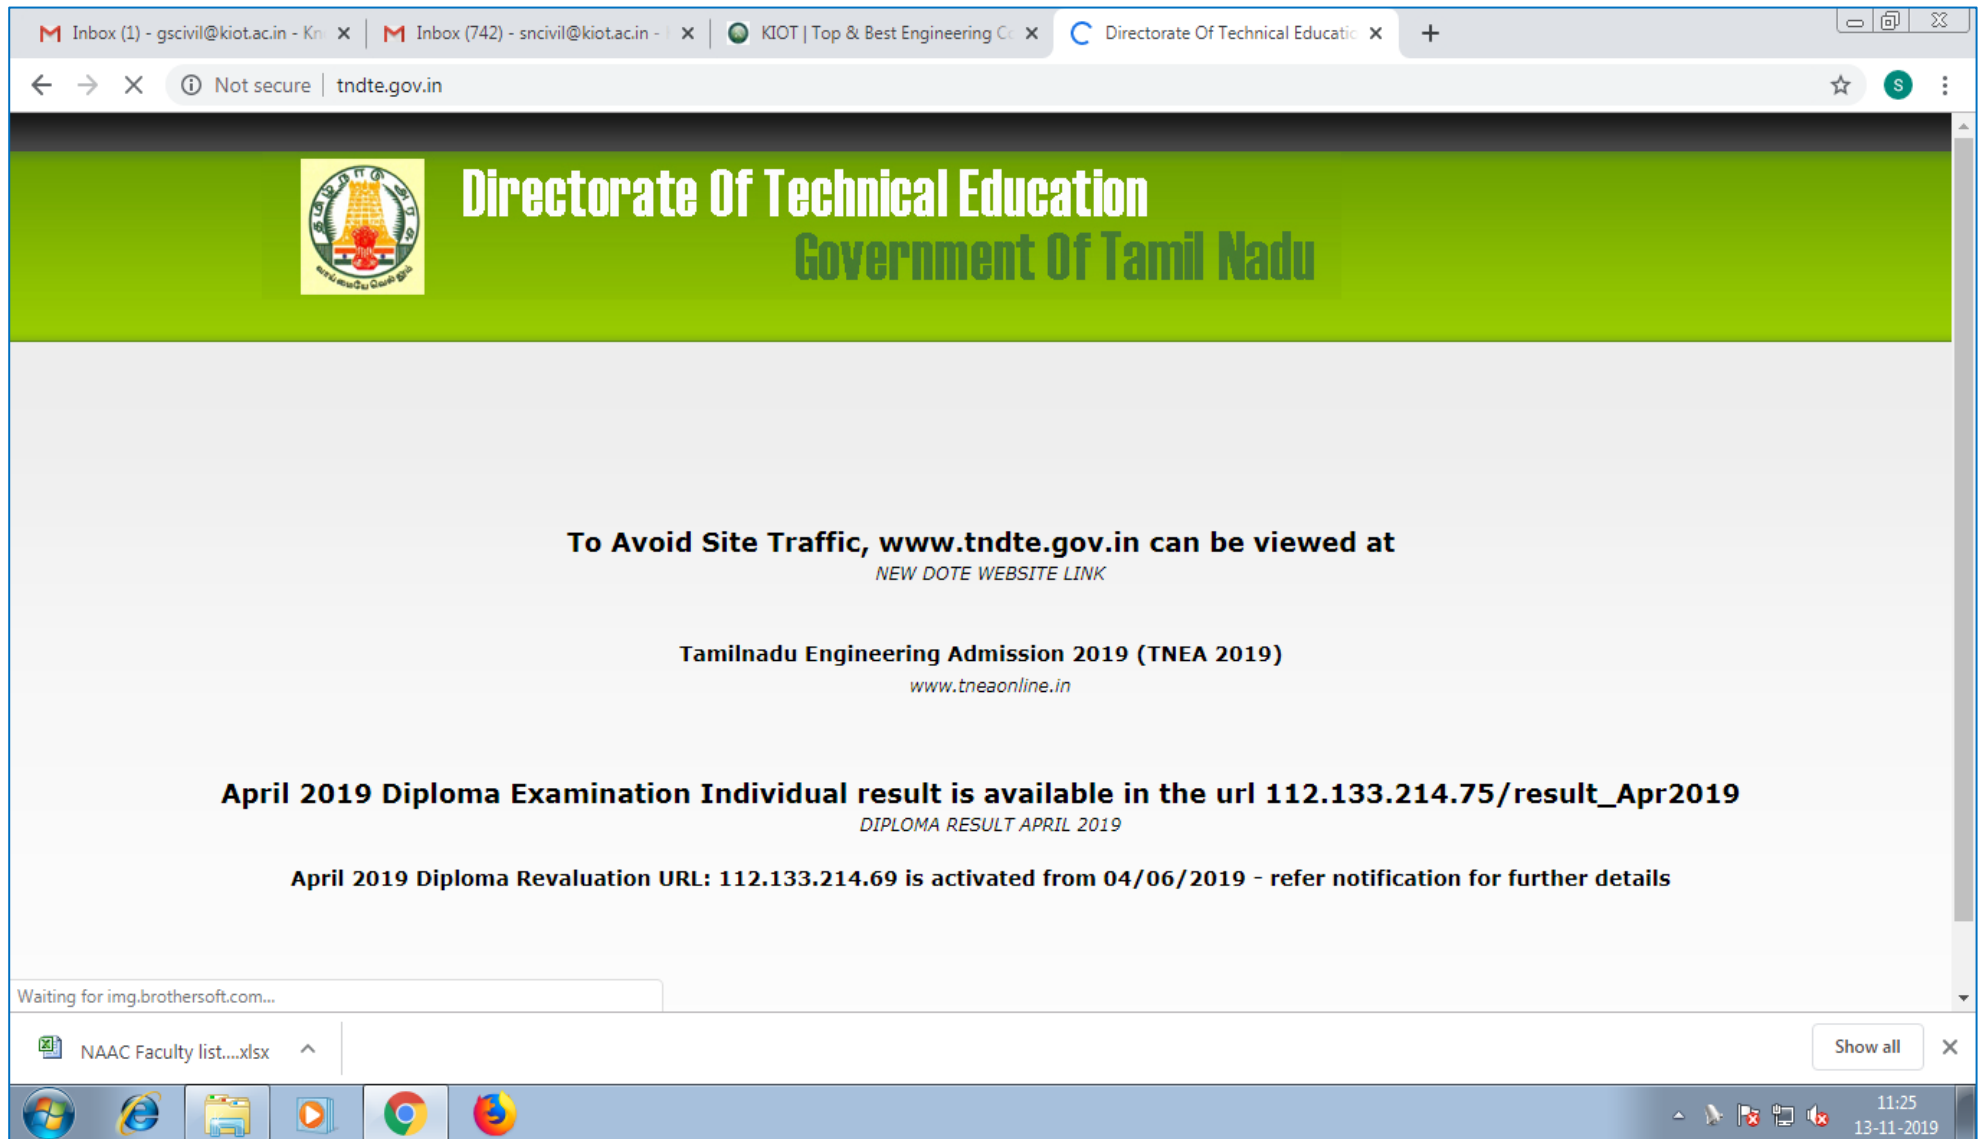 Inbox (1) - gscivil@kiot.ac.in - Kn
Inbox (742) - sncivil@kiot.ac.in -
KIOT | Top & Best Engineering Co
Directorate Of Technical Educatio
Not secure | tndte.gov.in
S
தமிழ்நாடு அரசு
வாய்மையே வெல்லும்
Directorate Of Technical Education
Government Of Tamil Nadu
To Avoid Site Traffic, www.tndte.gov.in can be viewed at
NEW DOTE WEBSITE LINK
Tamilnadu Engineering Admission 2019 (TNEA 2019)
www.tneaonline.in
April 2019 Diploma Examination Individual result is available in the url 112.133.214.75/result_Apr2019
DIPLOMA RESULT APRIL 2019
April 2019 Diploma Revaluation URL: 112.133.214.69 is activated from 04/06/2019 - refer notification for further details
Waiting for img.brothersoft.com...
NAAC Faculty list....xlsx
Show all
11:25
13-11-2019